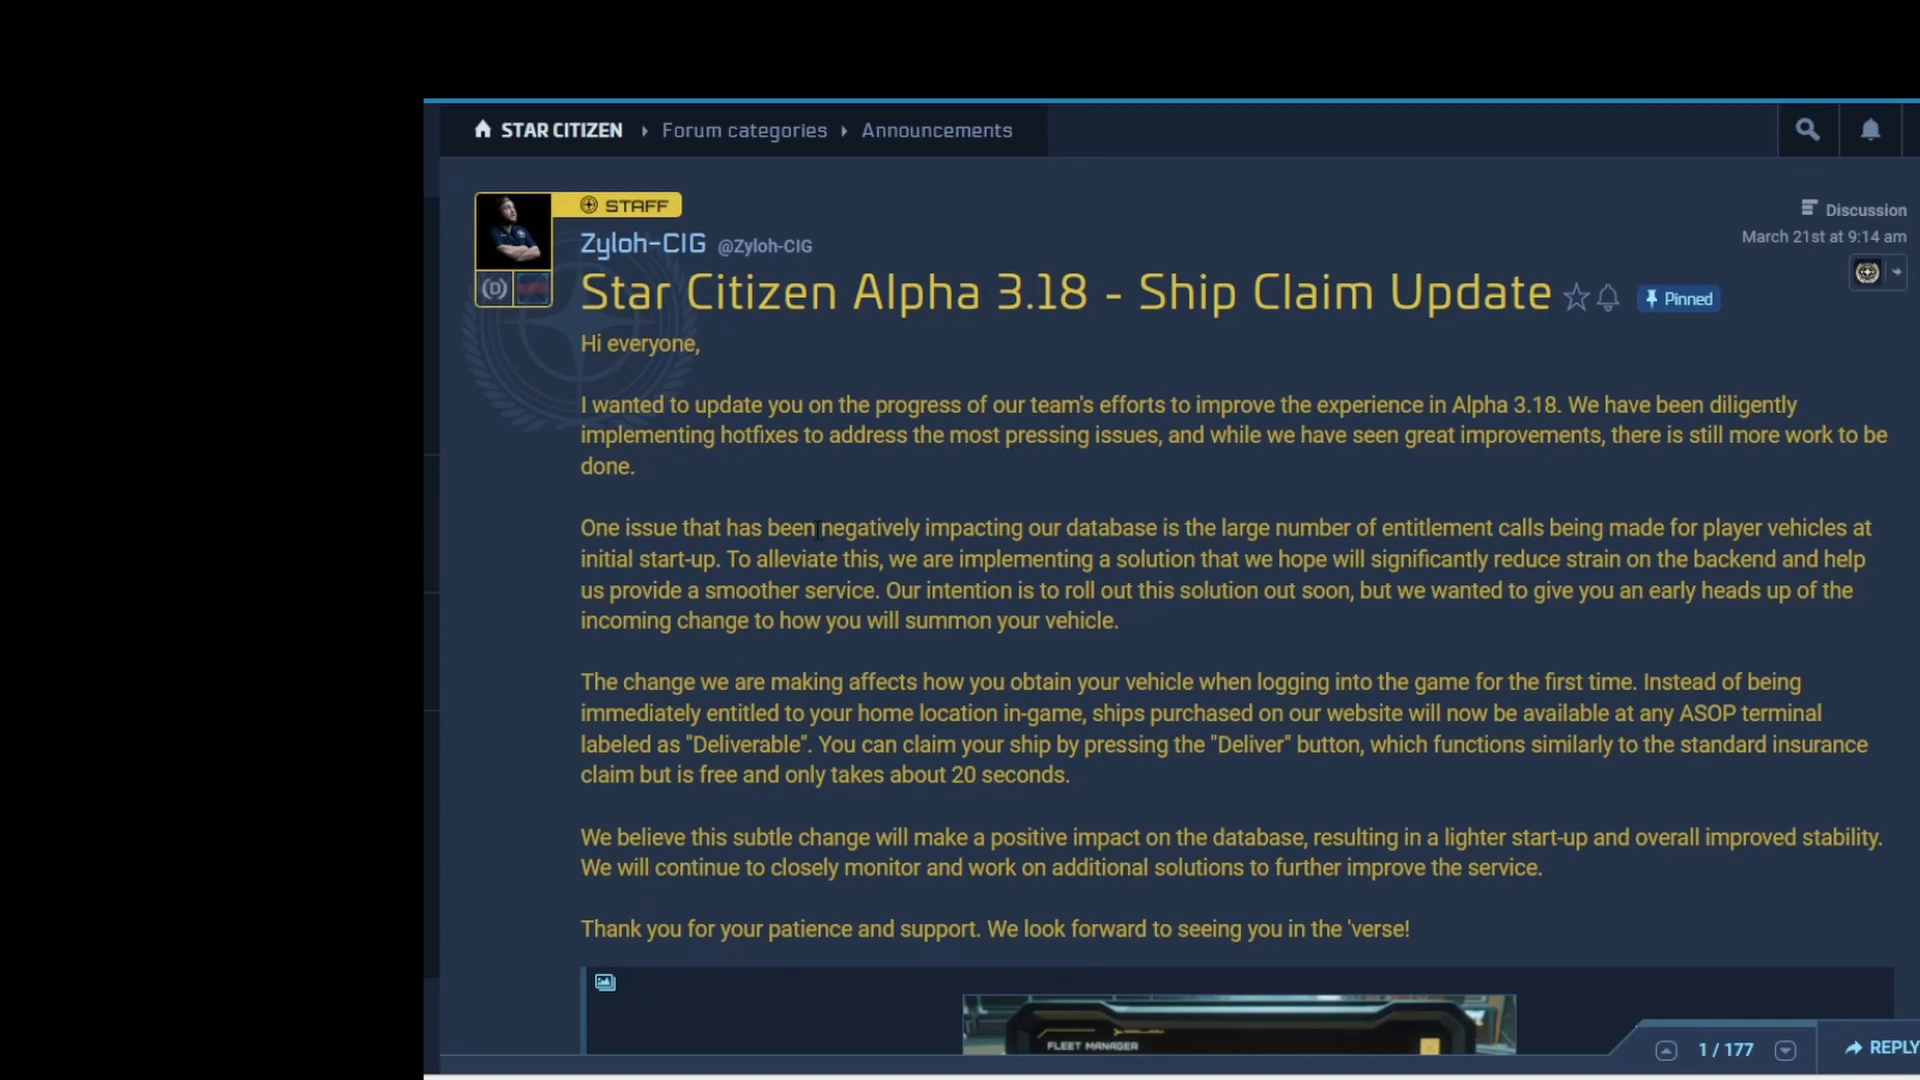 STAR CITIZEN Forum categories Announcements
STAFF
Discussion
Zyloh-CIG @Zyloh-CIG
March 21st at 9:14 am
Star Citizen Alpha 3.18 - Ship Claim Update Pinned
Hi everyone,
I wanted to update you on the progress of our team's efforts to improve the experience in Alpha 3.18. We have been diligently
implementing hotfixes to address the most pressing issues, and while we have seen great improvements, there is still more work to be
done.
One issue that has been negatively impacting our database is the large number of entitlement calls being made for player vehicles at
initial start-up. To alleviate this, we are implementing a solution that we hope will significantly reduce strain on the backend and help
us provide a smoother service. Our intention is to roll out this solution out soon, but we wanted to give you an early heads up of the
incoming change to how you will summon your vehicle.
The change we are making affects how you obtain your vehicle when logging into the game for the first time. Instead of being
immediately entitled to your home location in-game, ships purchased on our website will now be available at any ASOP terminal
labeled as "Deliverable". You can claim your ship by pressing the "Deliver" button, which functions similarly to the standard insurance
claim but is free and only takes about 20 seconds.
We believe this subtle change will make a positive impact on the database, resulting in a lighter start-up and overall improved stability.
We will continue to closely monitor and work on additional solutions to further improve the service.
Thank you for your patience and support. We look forward to seeing you in the 'verse!
FLEET MANAGER
1 / 177
REPLY